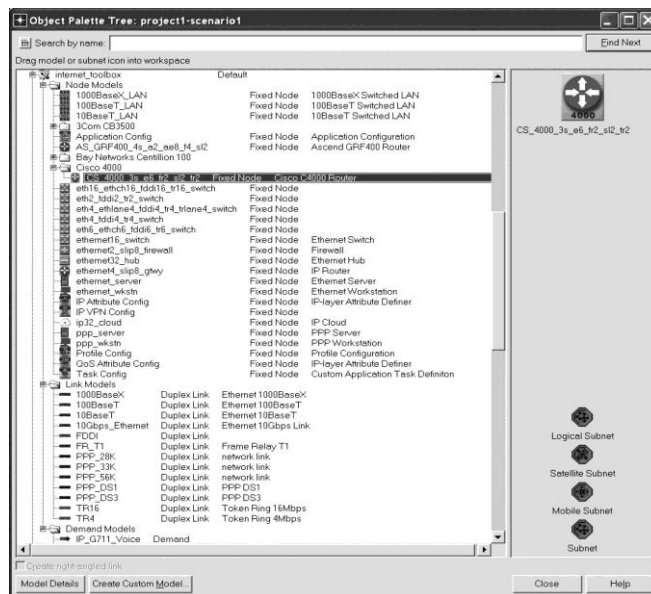 Object Palette Tree: project1-scenario1
Search by name:
Find Next
Drag model or subnet icon into workspace
internet_toolbox Default
Node Models
1000BaseX_LAN Fixed Node 1000BaseX Switched LAN
100BaseT_LAN Fixed Node 100BaseT Switched LAN
10BaseT_LAN Fixed Node 10BaseT Switched LAN
3Com CB3500
Application Config Fixed Node Application Configuration
AS_GRF400_4s_a2_ae8_f4_sl2 Fixed Node Ascend GRF400 Router
Bay Networks Centillion 100
Cisco 4000
CS_4000_3s_e6_fr2_sl2_tr2 Fixed Node Cisco C4000 Router
eth16_ethch16_fddi16_tr16_switch Fixed Node
eth2_fddi2_tr2_switch Fixed Node
eth4_ethlane4_fddi4_tr4_trlane4_switch Fixed Node
eth4_fddi4_tr4_switch Fixed Node
eth6_ethch6_fddi6_tr6_switch Fixed Node
ethernet16_switch Fixed Node Ethernet Switch
ethernet2_slip8_firewall Fixed Node Firewall
ethernet32_hub Fixed Node Ethernet Hub
ethernet4_slip8_gtwy Fixed Node IP Router
ethernet_server Fixed Node Ethernet Server
ethernet_wkstn Fixed Node Ethernet Workstation
IP Attribute Config Fixed Node IP-layer Attribute Definer
IP VPN Config Fixed Node
ip32_cloud Fixed Node IP Cloud
ppp_server Fixed Node PPP Server
ppp_wkstn Fixed Node PPP Workstation
Profile Config Fixed Node Profile Configuration
QoS Attribute Config Fixed Node IP-layer Attribute Definer
Task Config Fixed Node Custom Application Task Definiton
Link Models
1000BaseX Duplex Link Ethernet 1000BaseX
100BaseT Duplex Link Ethernet 100BaseT
10BaseT Duplex Link Ethernet 10BaseT
10Gbps_Ethernet Duplex Link Ethernet 10Gbps Link
FDDI Duplex Link
FR_T1 Duplex Link Frame Relay T1
PPP_28K Duplex Link network link
PPP_33K Duplex Link network link
PPP_56K Duplex Link network link
PPP_DS1 Duplex Link PPP DS1
PPP_DS3 Duplex Link PPP DS3
TR16 Duplex Link Token Ring 16Mbps
TR4 Duplex Link Token Ring 4Mbps
Demand Models
IP_G711_Voice Demand
4000
CS_4000_3s_e6_fr2_sl2_tr2
Logical Subnet
Satellite Subnet
Mobile Subnet
Subnet
Create right-angled link
Model Details
Create Custom Model...
Close
Help